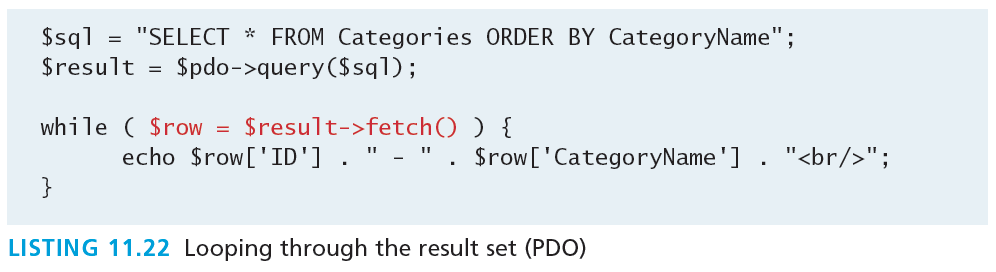 $sql = "SELECT * FROM Categories ORDER BY CategoryName";
$result = $pdo->query($sql);
while ( $row = $result->fetch() ) {
echo $row['ID'] . " - " . $row['CategoryName'] . "<br/>";
}
LISTING 11.22 Looping through the result set (PDO)